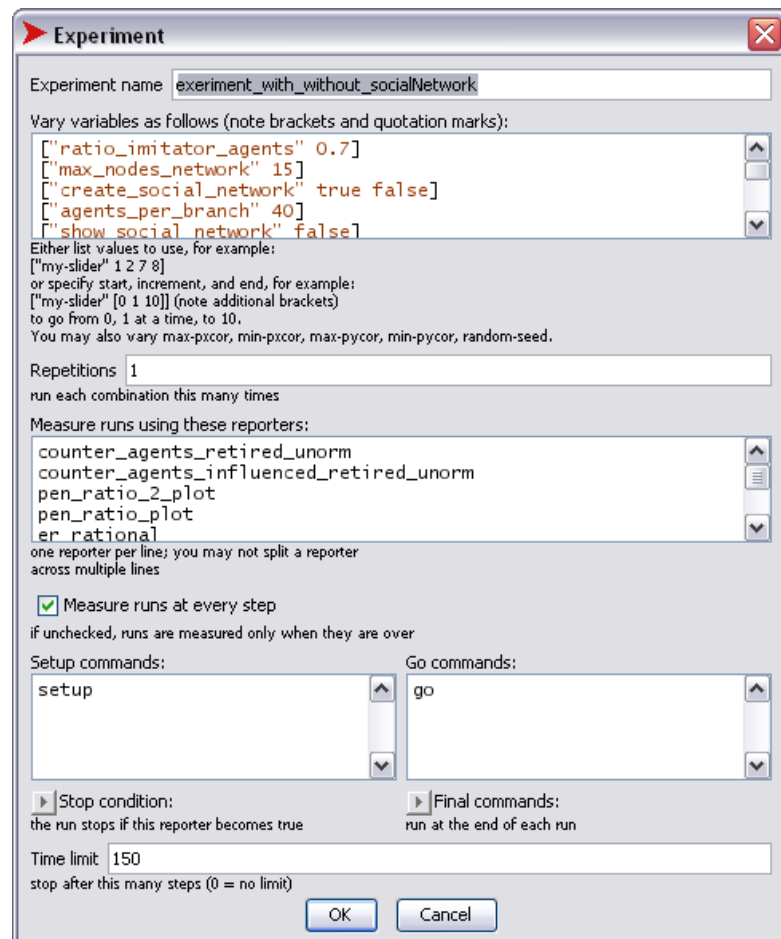 Experiment
Experiment name exeriment_with_without_socialNetwork
Vary variables as follows (note brackets and quotation marks):
["ratio_imitator_agents" 0.7]
["max_nodes_network" 15]
["create_social_network" true false]
["agents_per_branch" 40]
["show_social_network" false]
Either list values to use, for example:
["my-slider" 1 2 7 8]
or specify start, increment, and end, for example:
["my-slider" [0 1 10]] (note additional brackets)
to go from 0, 1 at a time, to 10.
You may also vary max-pxcor, min-pxcor, max-pycor, min-pycor, random-seed.
Repetitions 1
run each combination this many times
Measure runs using these reporters:
counter_agents_retired_unorm
counter_agents_influenced_retired_unorm
pen_ratio_2_plot
pen_ratio_plot
er_rational
one reporter per line; you may not split a reporter
across multiple lines
Measure runs at every step
if unchecked, runs are measured only when they are over
Setup commands: Go commands:
setup go
Stop condition: Final commands:
the run stops if this reporter becomes true run at the end of each run
Time limit 150
stop after this many steps (0 = no limit)
OK Cancel